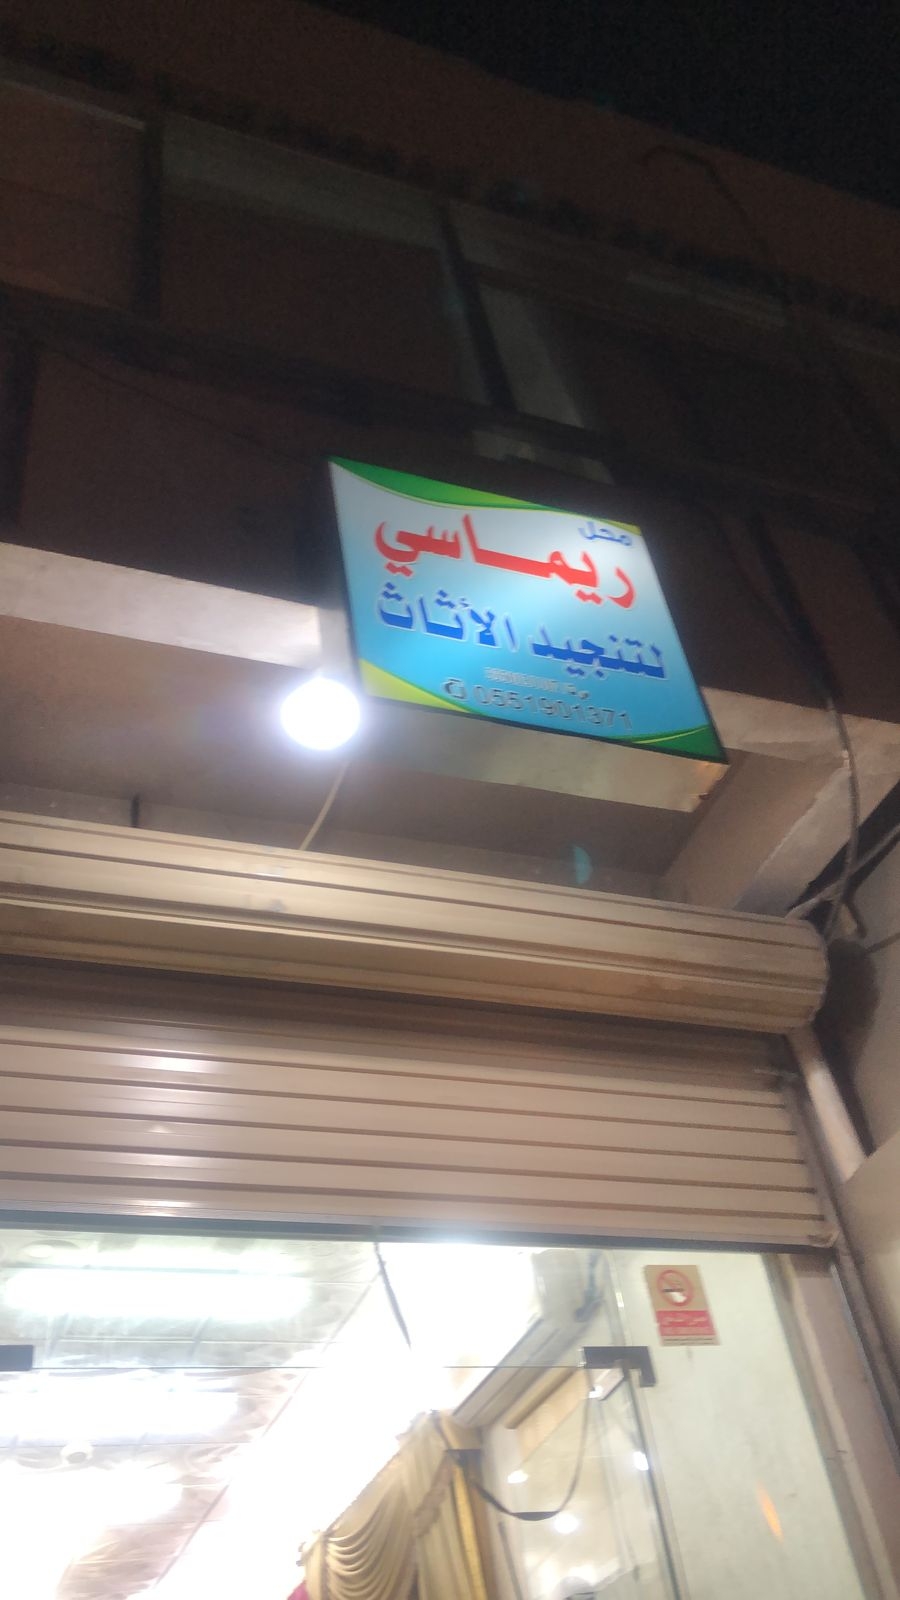 محل
ريماسي
لتنجيد الأثاث
0551901371